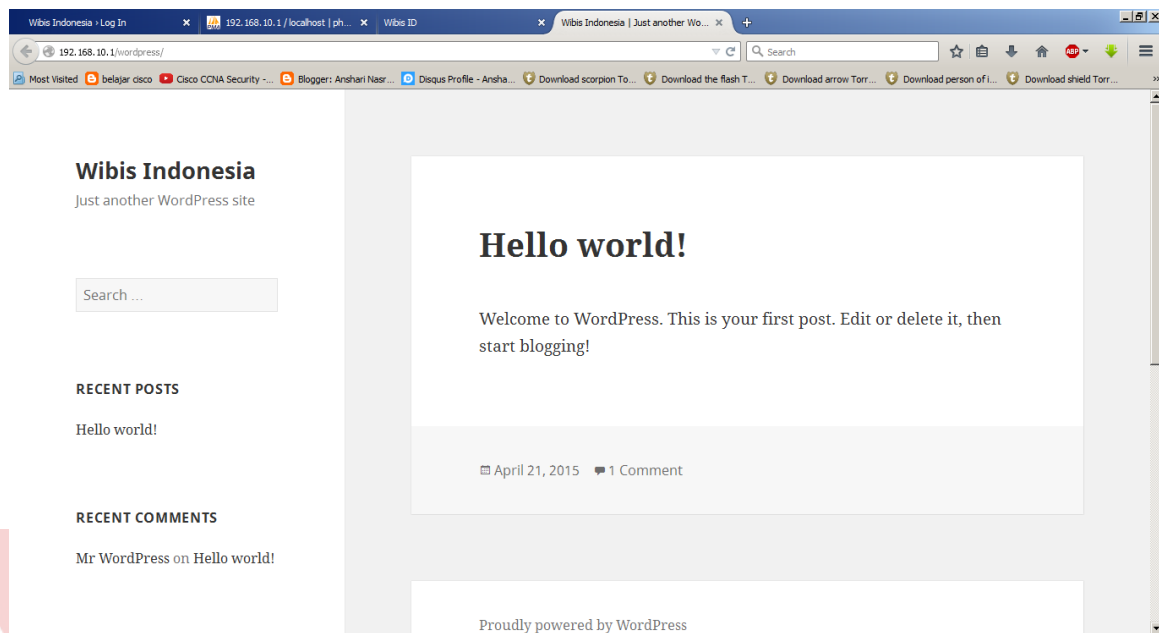 Wibis Indonesia › Log In
192.168.10.1 / localhost | ph...
Wibis ID
Wibis Indonesia | Just another Wo...
192.168.10.1/wordpress/
Search
ABP
Most Visited
belajar cisco
Cisco CCNA Security -...
Blogger: Anshari Nasr...
Disqus Profile - Ansha...
Download scorpion To...
Download the flash T...
Download arrow Torr...
Download person of i...
Download shield Torr...
Wibis Indonesia
Just another WordPress site
Search ...
RECENT POSTS
Hello world!
RECENT COMMENTS
Mr WordPress on Hello world!
Hello world!
Welcome to WordPress. This is your first post. Edit or delete it, then
start blogging!
April 21, 2015
1 Comment
Proudly powered by WordPress